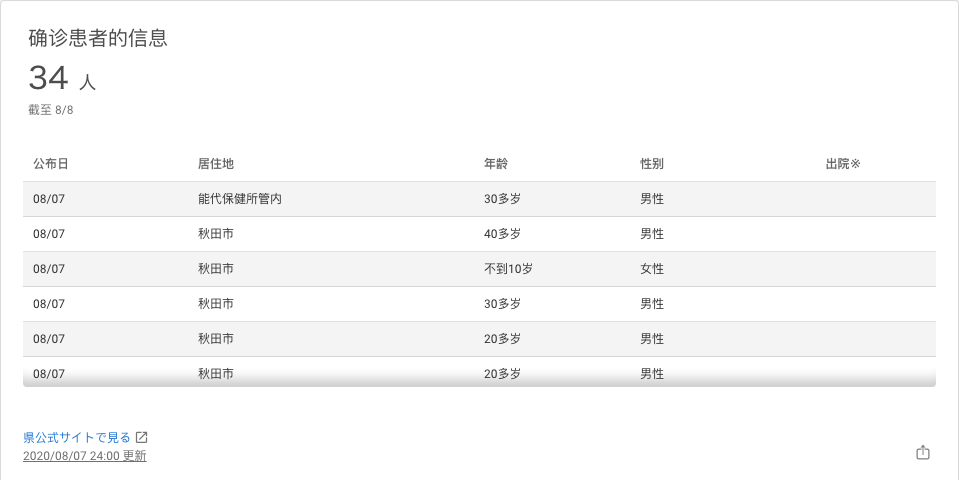 确诊患者的信息
34 人
截至 8/8
公布日 居住地 年龄 性别 出院※
08/07 能代保健所管内 30多岁 男性
08/07 秋田市 40多岁 男性
08/07 秋田市 不到10岁 女性
08/07 秋田市 30多岁 男性
08/07 秋田市 20多岁 男性
08/07 秋田市 20多岁 男性
県公式サイトで見る
2020/08/07 24:00 更新